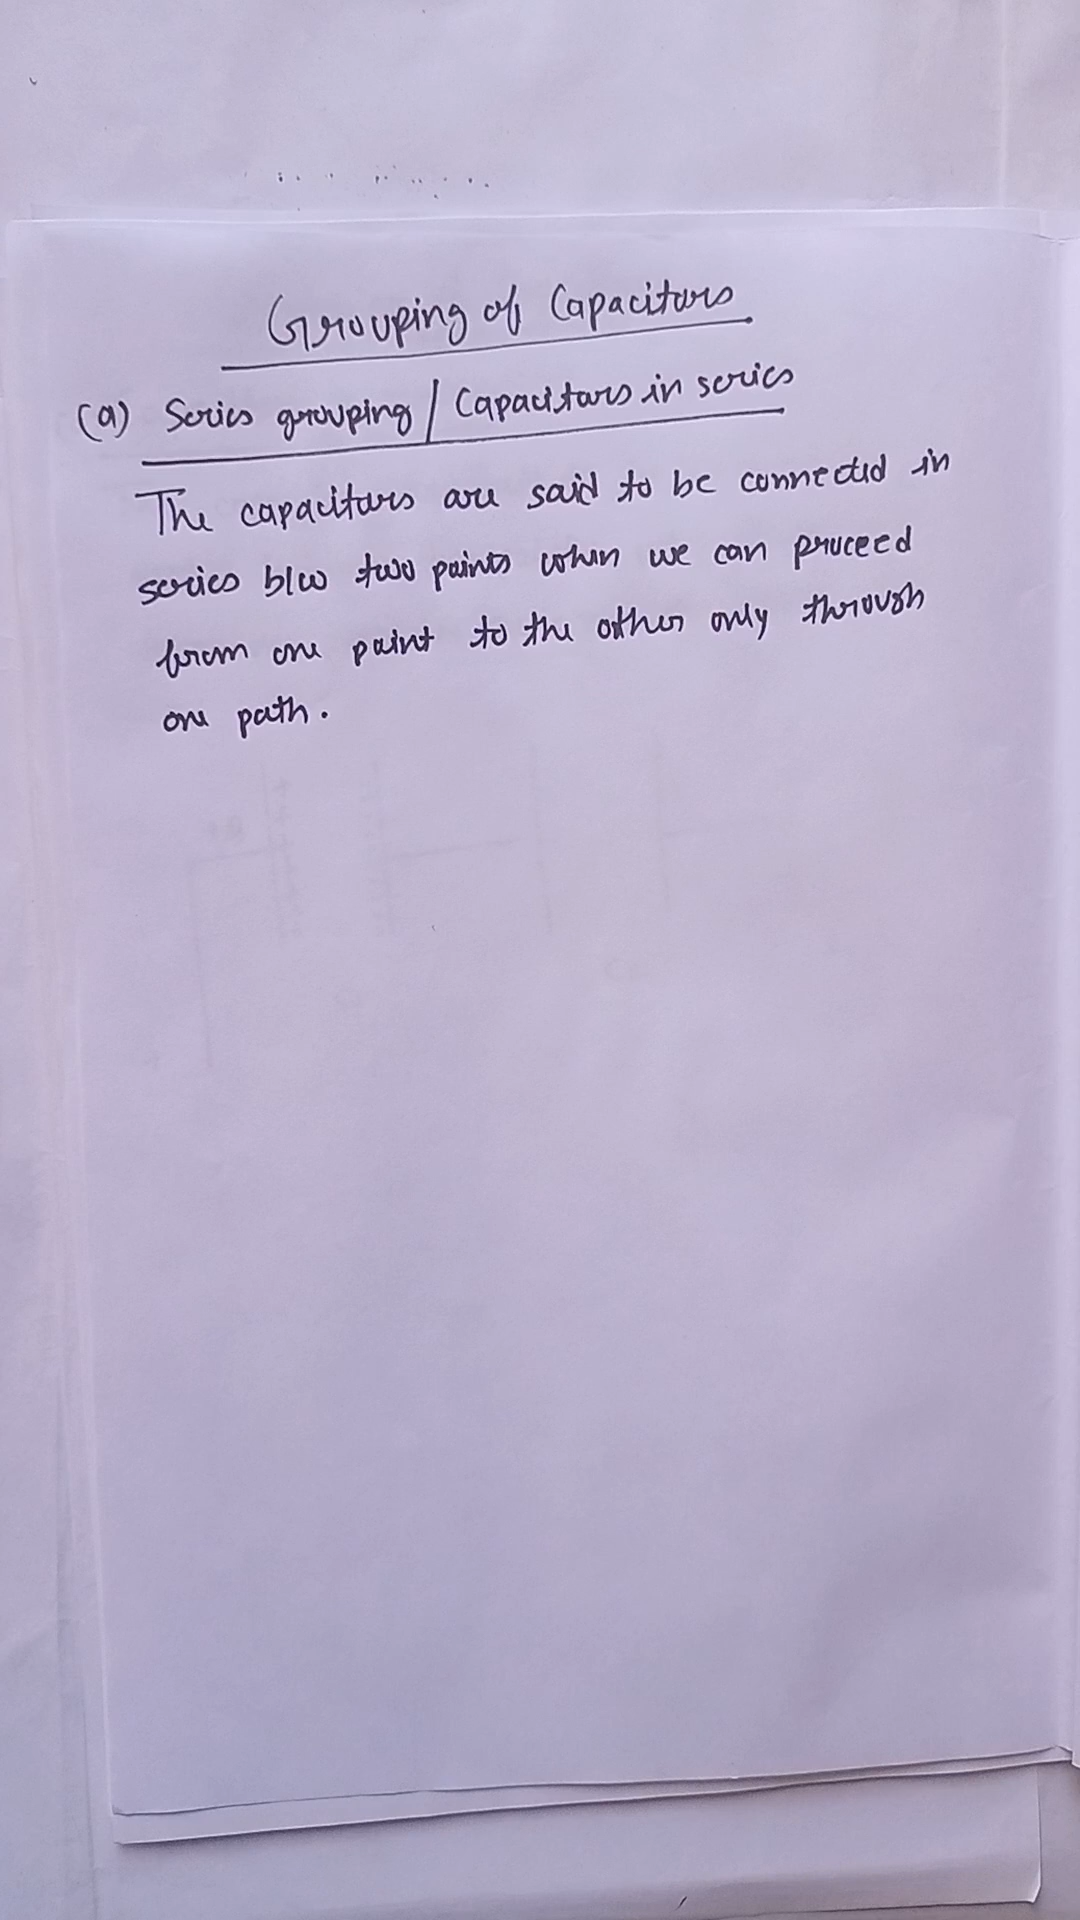 Grouping of Capacitors
(a) Series grouping / Capacitors in series
The capacitors are said to be connected in
series b/w two points when we can proceed
from one point to the other only through
one path.